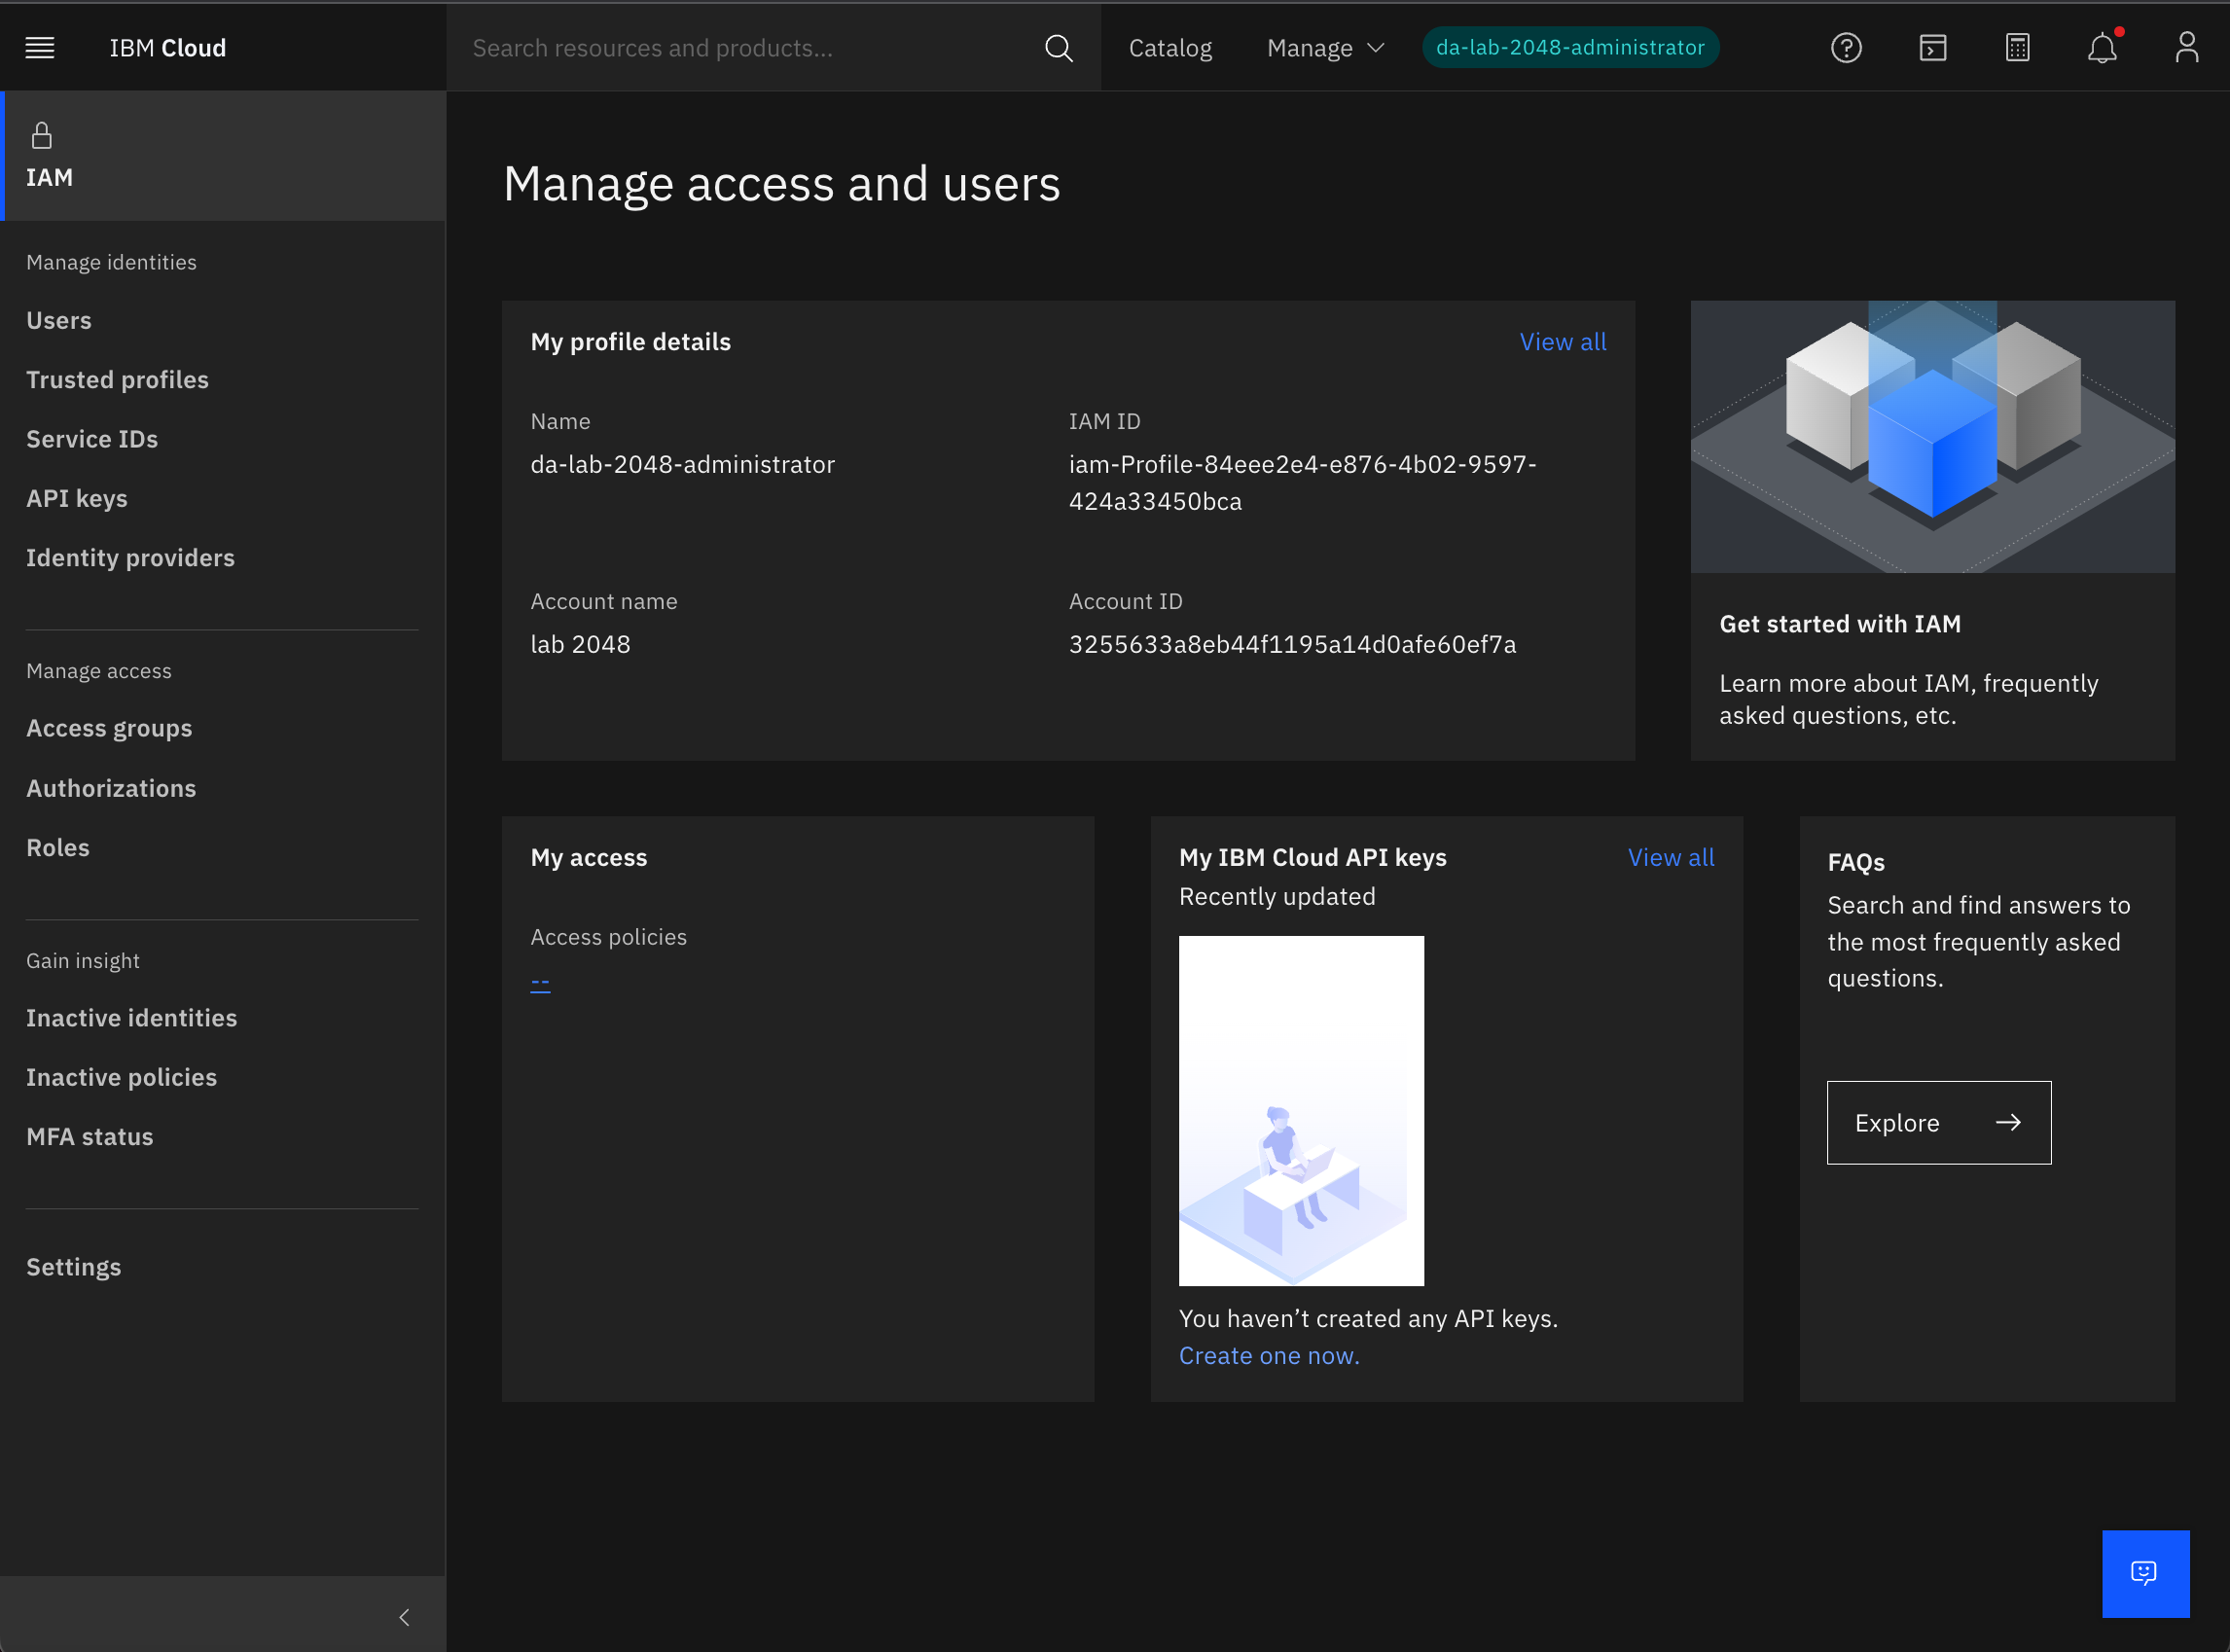 IBM Cloud
Search resources and products...
Catalog
Manage
da-lab-2048-administrator
IAM
Manage identities
Users
Trusted profiles
Service IDs
API keys
Identity providers
Manage access
Access groups
Authorizations
Roles
Gain insight
Inactive identities
Inactive policies
MFA status
Settings
Manage access and users
My profile details
View all
Name
da-lab-2048-administrator
IAM ID
iam-Profile-84eee2e4-e876-4b02-9597-
424a33450bca
Account name
lab 2048
Account ID
3255633a8eb44f1195a14d0afe60ef7a
Get started with IAM
Learn more about IAM, frequently
asked questions, etc.
My access
Access policies
--
My IBM Cloud API keys
View all
Recently updated
You haven’t created any API keys.
Create one now.
FAQs
Search and find answers to
the most frequently asked
questions.
Explore